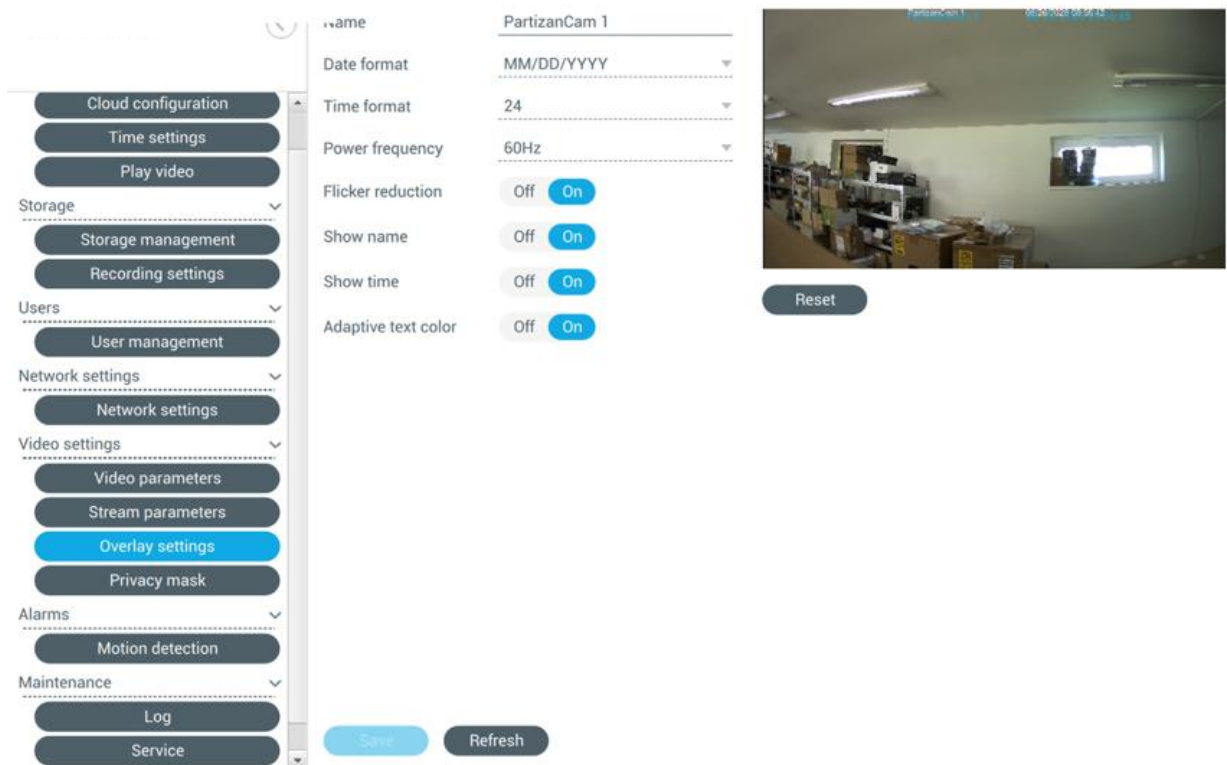 Name
PartizanCam 1
Date format
MM/DD/YYYY
Time format
24
Power frequency
60Hz
Flicker reduction
Off On
Show name
Off On
Show time
Off On
Adaptive text color
Off On
Cloud configuration
Time settings
Play video
Storage
Storage management
Recording settings
Users
User management
Network settings
Network settings
Video settings
Video parameters
Stream parameters
Overlay settings
Privacy mask
Alarms
Motion detection
Maintenance
Log
Service
Save
Refresh
PartizanCam 1
Reset